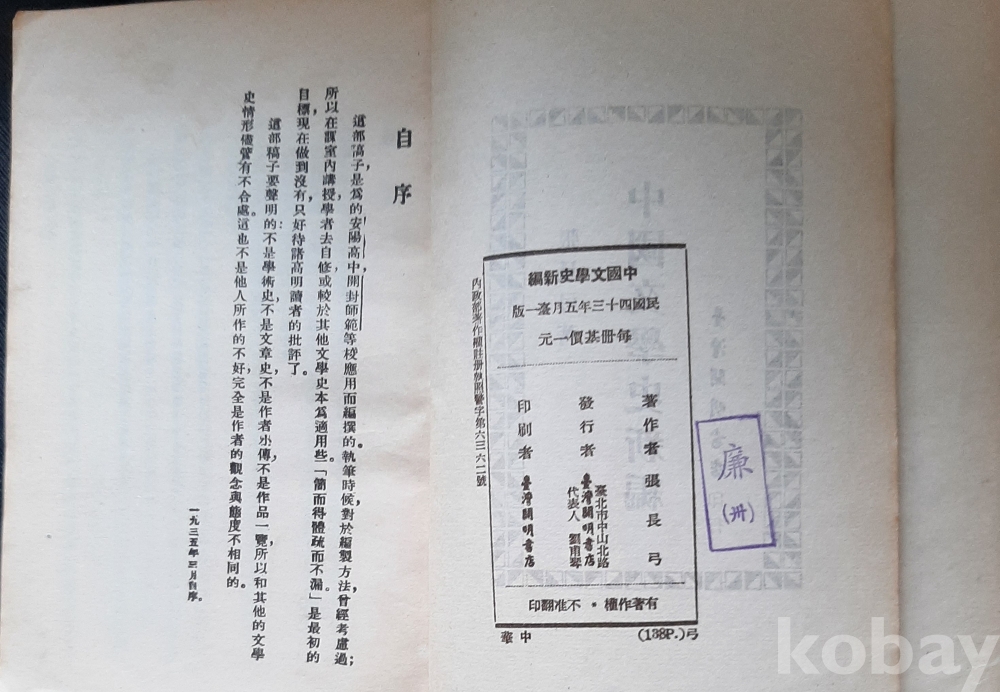 廉
(卅)
中國文學史新編
民國四十三年五月臺一版
每冊基價一元
著作者 張長弓
發行者 臺灣開明書店
代表人 劉甫琴
臺北市中山北路
印刷者 臺灣開明書店
有著作權•不准翻印
(138P.)弓
中 華
內政部著作權註册執照警字第六三六二號
自序
這部稿子，是爲的安陽高中，開封師範等校應用而編撰的。執筆時候，對於編製方法，曾經考慮過；
所以在課室內講授，學者去自修，或較於其他文學史本爲適用些。「簡而得體，疏而不漏」是最初的
目標，現在做到沒有，只好待諸高明讀者的批評了。
這部稿子要聲明的：不是學術史，不是文章史，不是作者小傳，不是作品一覽，所以和其他的文學
史情形儘管有不合處。這也不是他人所作的不好，完全是作者的觀念與態度不相同的。
一九三五年三月自序。
kobay